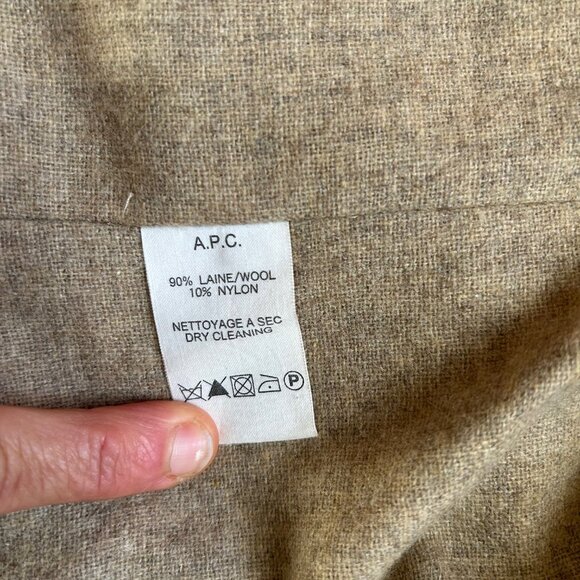 A.P.C.
90% LAINE/WOOL
10% NYLON
NETTOYAGE A SEC
DRY CLEANING
P